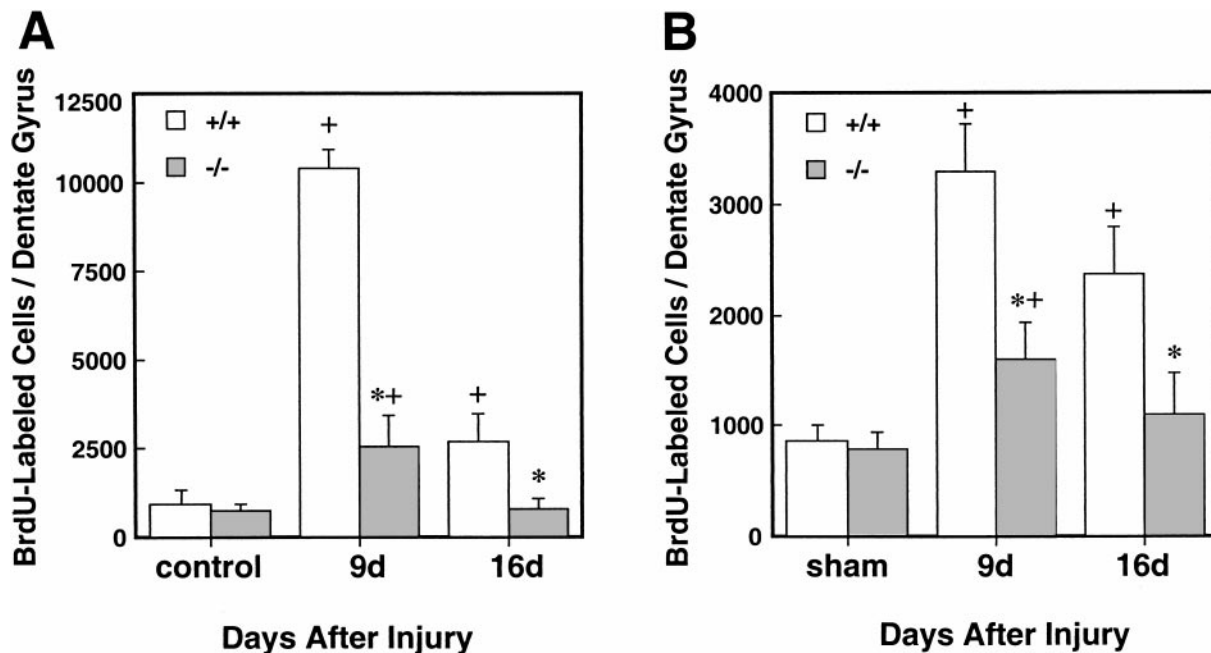 A
BrdU-Labeled Cells / Dentate Gyrus
12500
10000
7500
5000
2500
0
+/+
-/-
+
*+
+
*
control 9d 16d
Days After Injury
B
BrdU-Labeled Cells / Dentate Gyrus
4000
3000
2000
1000
0
+/+
-/-
+
*+
+
*
sham 9d 16d
Days After Injury